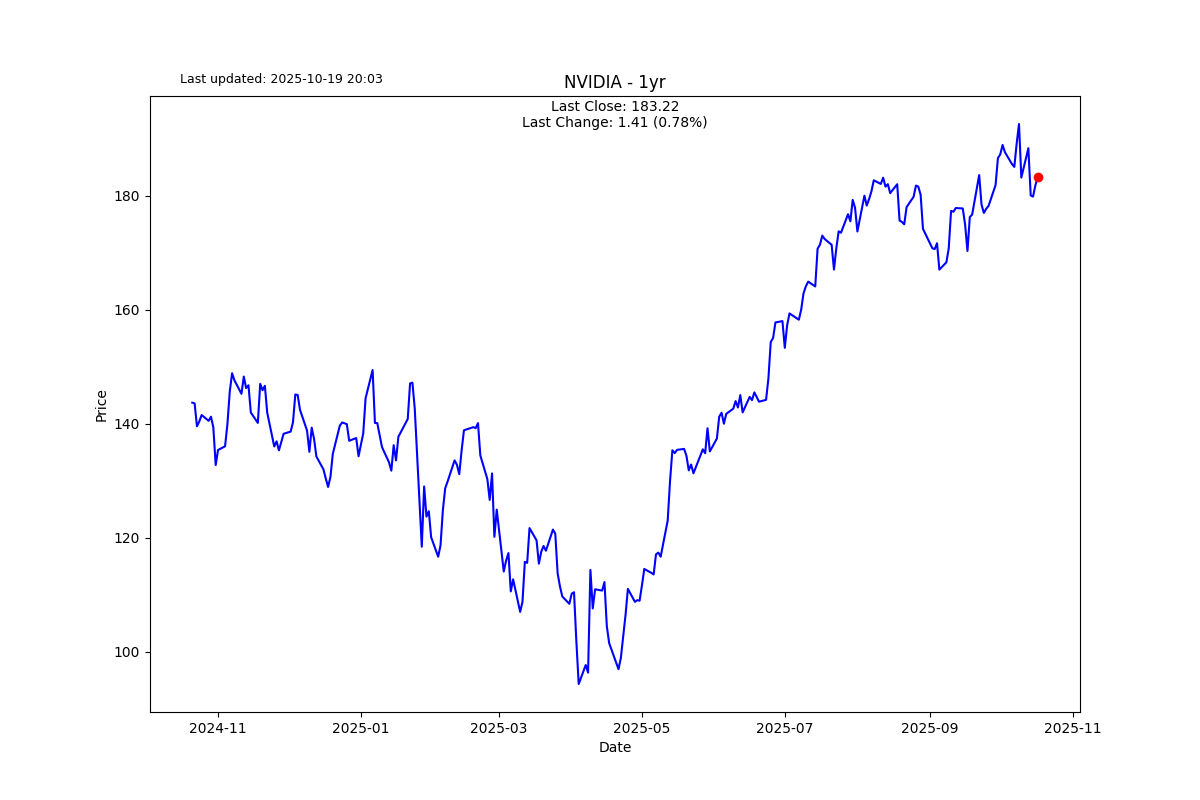 Last updated: 2025-10-19 20:03
NVIDIA - 1yr
Last Close: 183.22
Last Change: 1.41 (0.78%)
Price
180
160
140
120
100
2024-11
2025-01
2025-03
2025-05
2025-07
2025-09
2025-11
Date